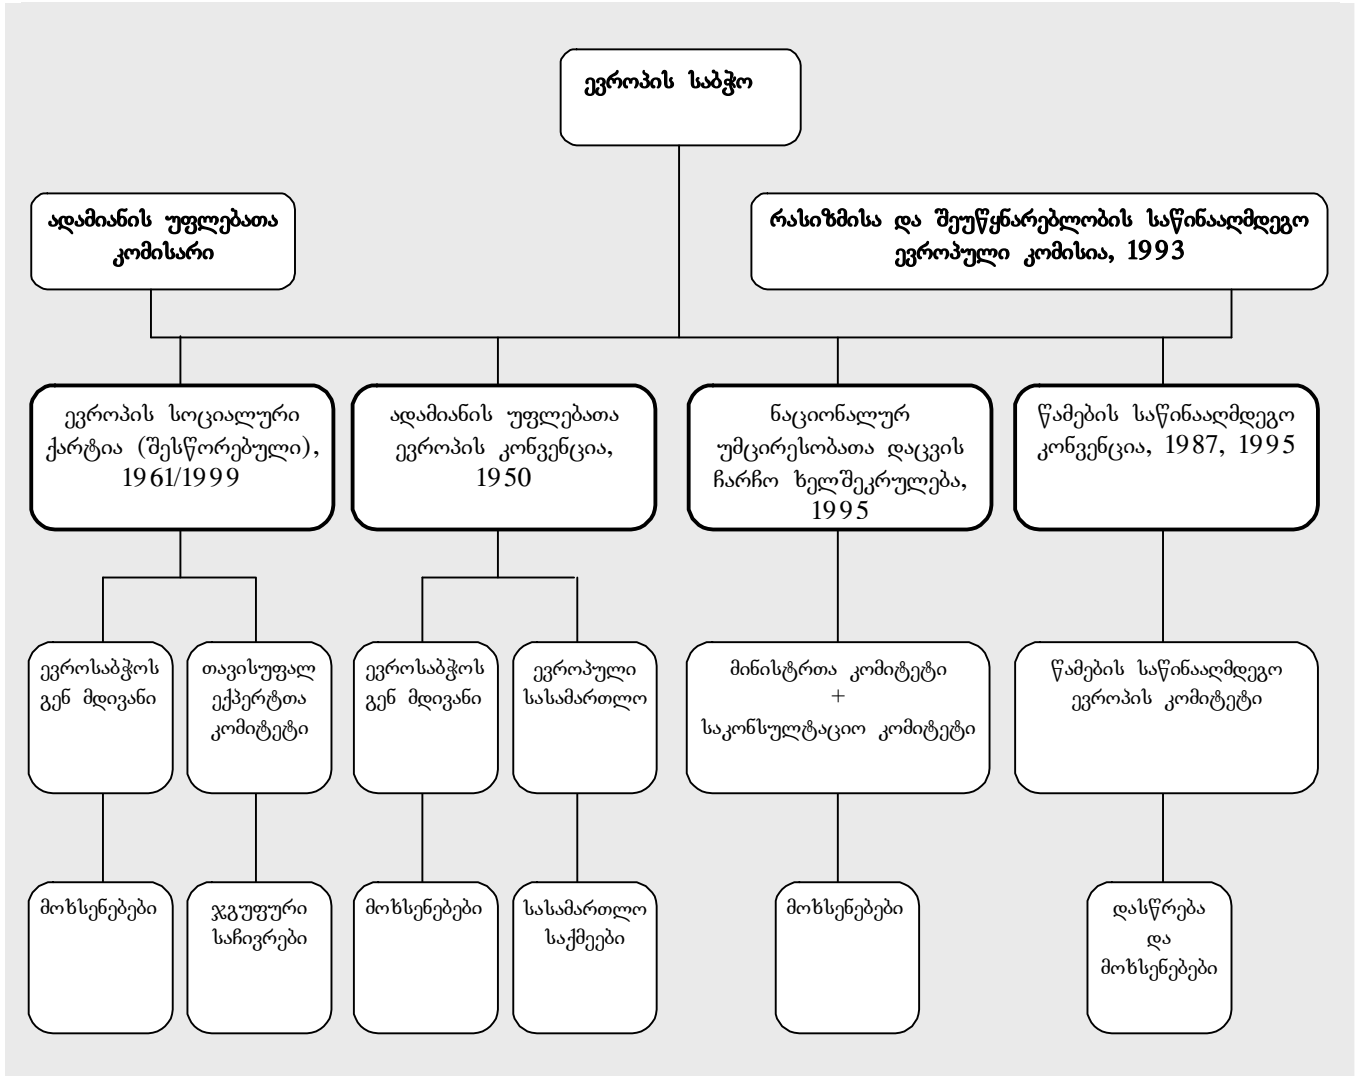 ევროპის საბჭო
ადამიანის უფლებათა
კომისარი
რასიზმისა და შეუწყნარებლობის საწინააღმდეგო
ევროპული კომისია, 1993
ევროპის სოციალური
ქარტია (შესწორებული),
1961/1999
ადამიანის უფლებათა
ევროპის კონვენცია,
1950
ნაციონალურ
უმცირესობათა დაცვის
ჩარჩო ხელშეკრულება,
1995
წამების საწინააღმდეგო
კონვენცია, 1987, 1995
ევროსაბჭოს
გენ მდივანი
თავისუფალ
ექპერტთა
კომიტეტი
ევროსაბჭოს
გენ მდივანი
ევროპული
სასამართლო
მინისტრთა კომიტეტი
+
საკონსულტაციო კომიტეტი
წამების საწინააღმდეგო
ევროპის კომიტეტი
მოხსენებები
ჯგუფური
საჩივრები
მოხსენებები
სასამართლო
საქმეები
მოხსენებები
დასწრება
და
მოხსენებები